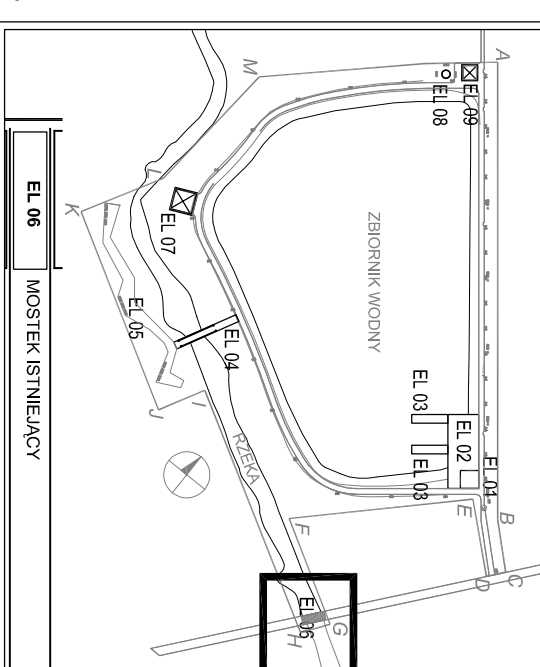 A
M
EL 09
EL 08
L
K
EL 06
EL 07
ZBIORNIK WODNY
EL 05
EL 04
MOSTEK ISTNIEJĄCY
EL 03
EL 02
EL 03
EL 01
I
J
RZEKA
B
E
F
C
D
EL 06
G
H